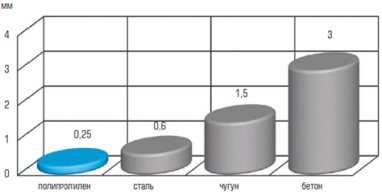 мм
4
3
2
1
0
0,25
0,6
1,5
3
полипропилен
сталь
чугун
бетон